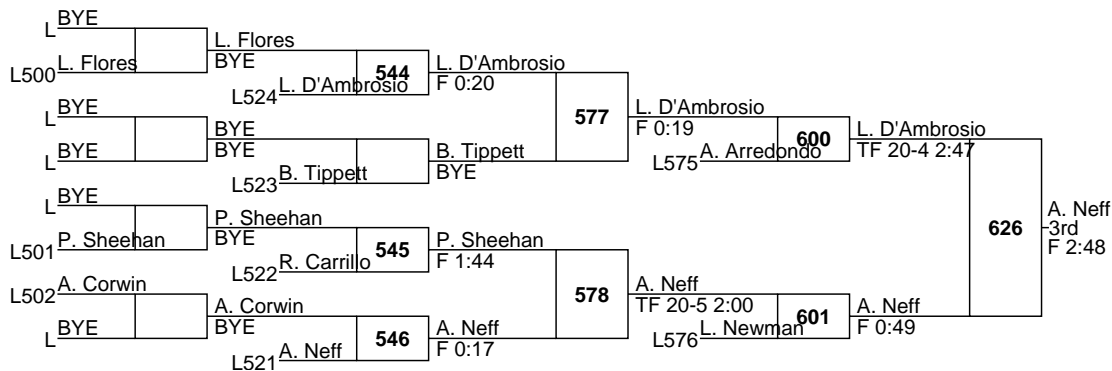 L BYE
L500 L. Flores
L BYE
L BYE
L BYE
L501 P. Sheehan
L502 A. Corwin
L BYE
L. Flores
BYE
L524 L. D'Ambrosio
BYE
BYE
L523 B. Tippett
P. Sheehan
BYE
L522 R. Carrillo
A. Corwin
BYE
L521 A. Neff
544
545
546
L. D'Ambrosio
F 0:20
B. Tippett
BYE
P. Sheehan
F 1:44
A. Neff
F 0:17
577
578
L. D'Ambrosio
F 0:19
L575 A. Arredondo
A. Neff
TF 20-5 2:00
L576 L. Newman
600
601
L. D'Ambrosio
TF 20-4 2:47
A. Neff
F 0:49
626
A. Neff
3rd
F 2:48